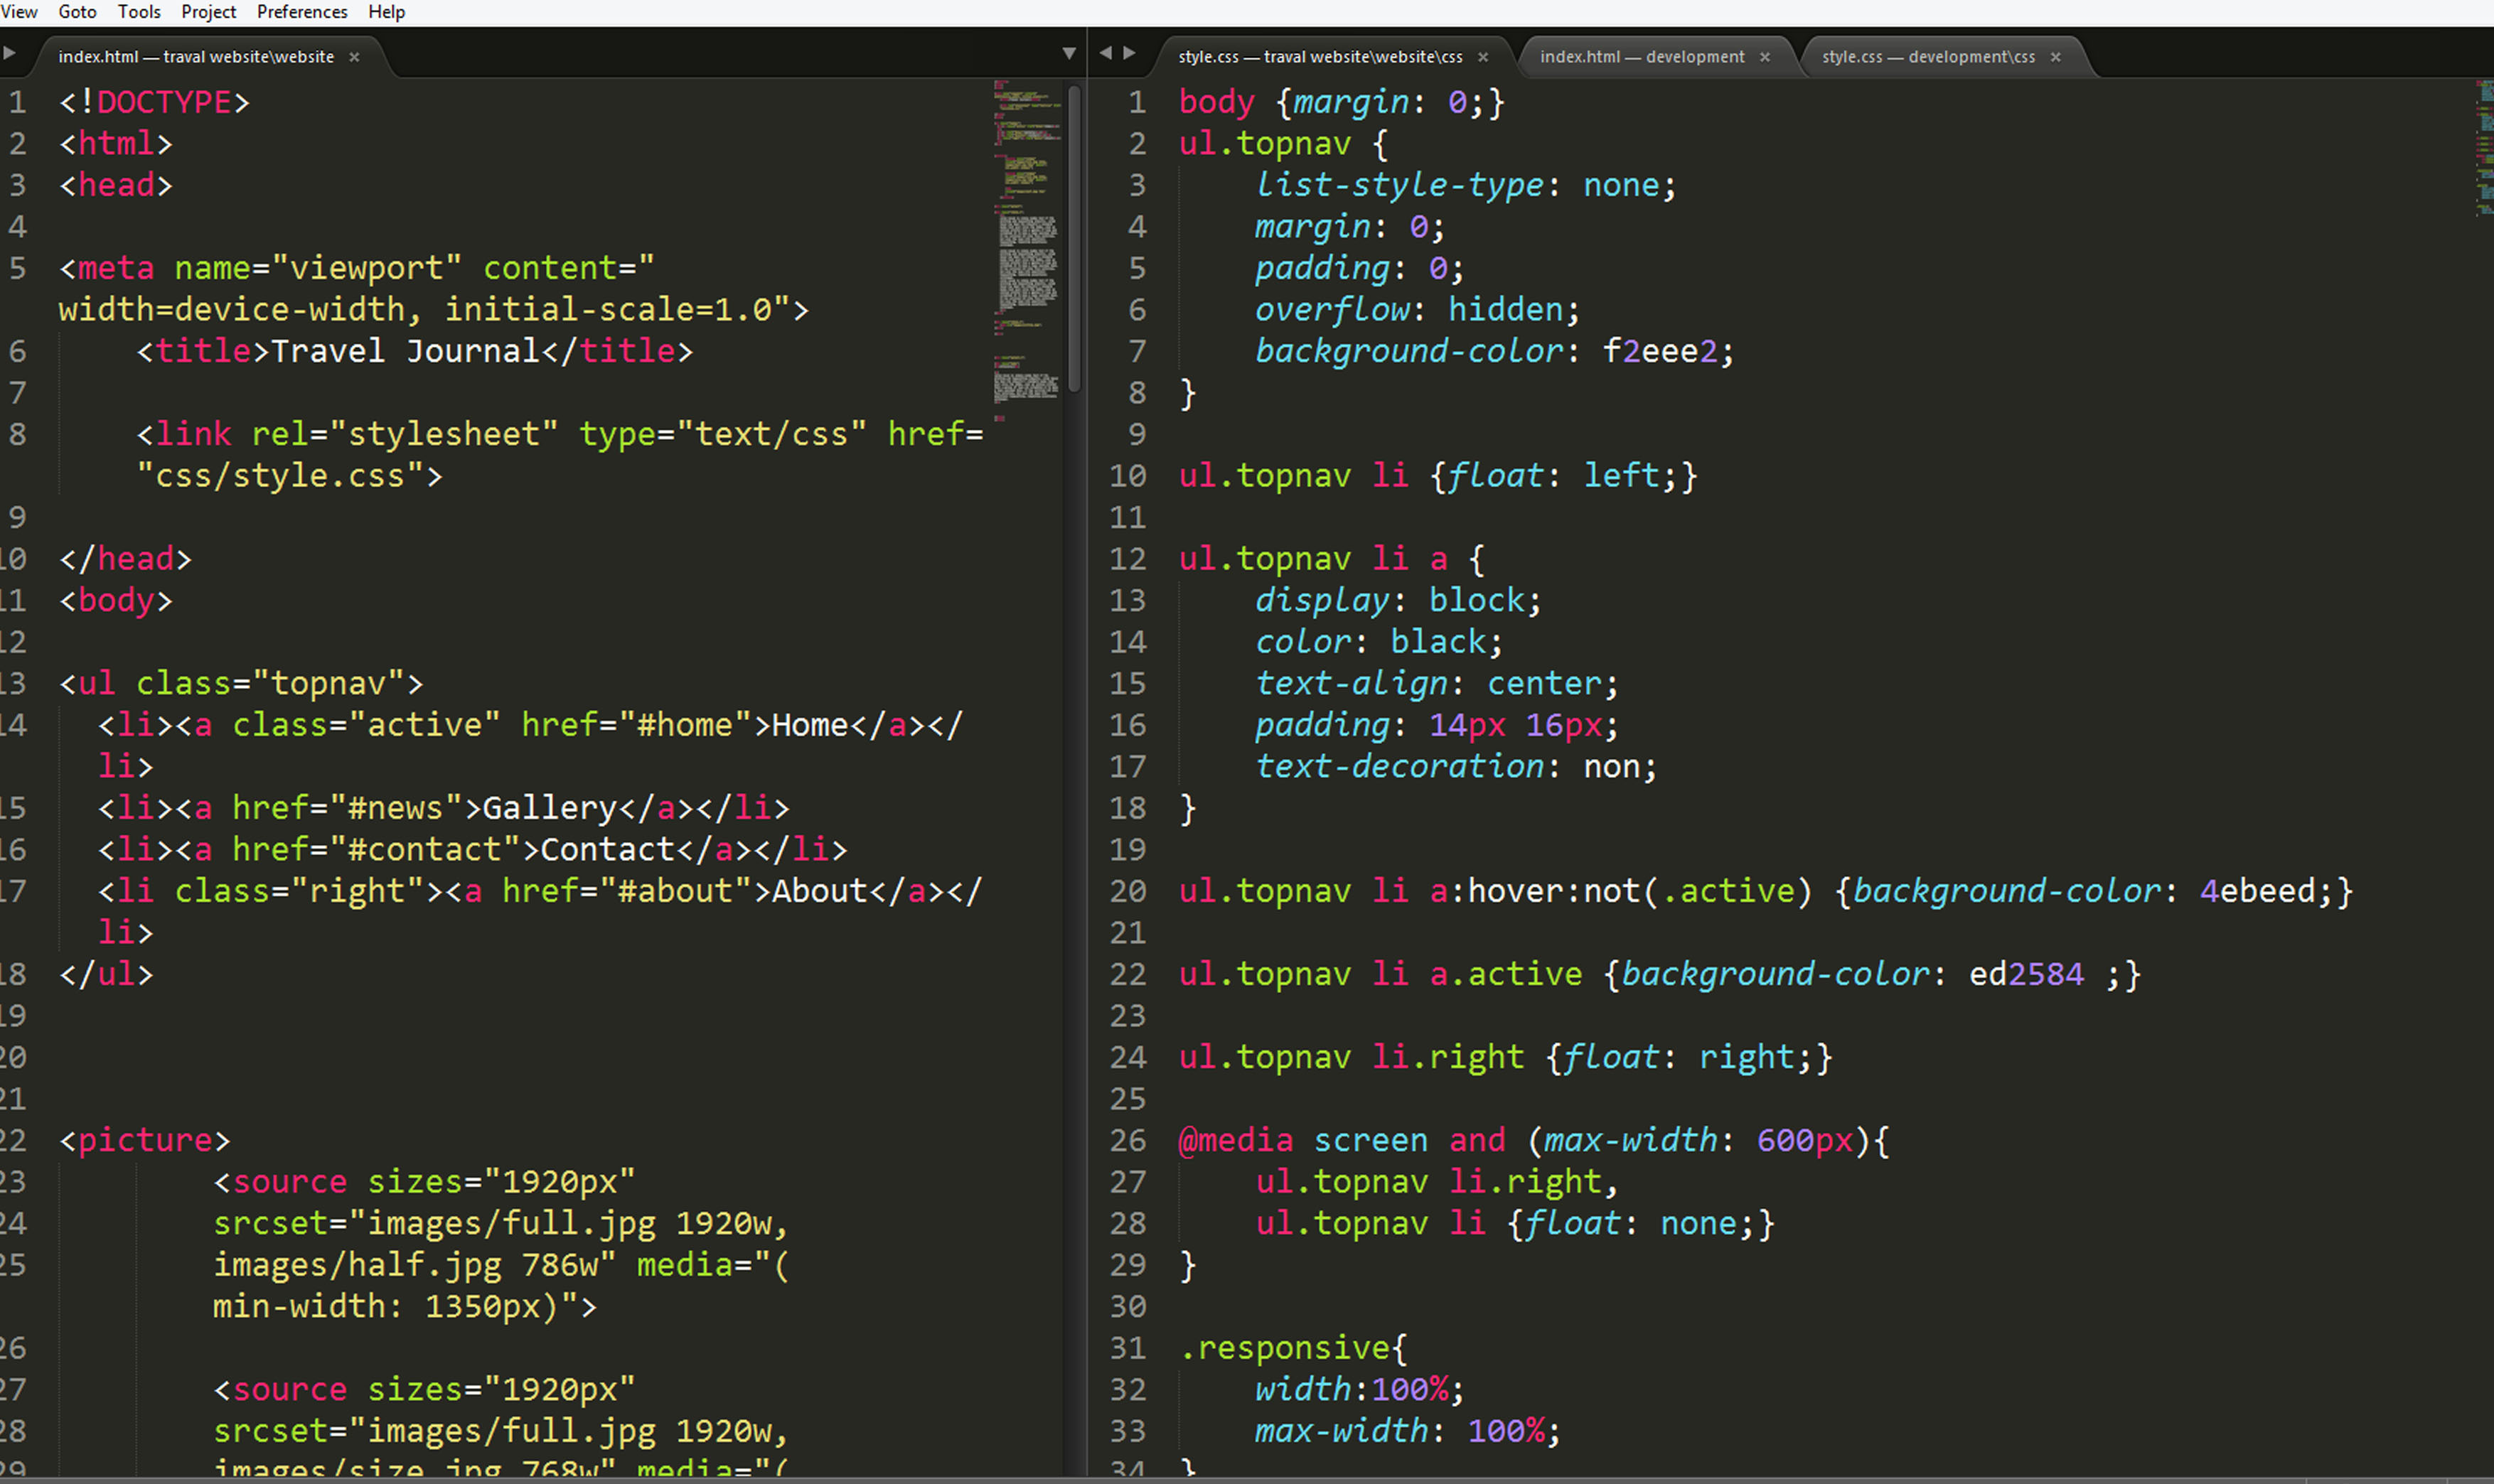 View Goto Tools Project Preferences Help
index.html — traval website\website ×
1 <!DOCTYPE>
2 <html>
3 <head>
4
5 <meta name="viewport" content="
width=device-width, initial-scale=1.0">
6 <title>Travel Journal</title>
7
8 <link rel="stylesheet" type="text/css" href=
"css/style.css">
9
10 </head>
11 <body>
12
13 <ul class="topnav">
14 <li><a class="active" href="#home">Home</a></
li>
15 <li><a href="#news">Gallery</a></li>
16 <li><a href="#contact">Contact</a></li>
17 <li class="right"><a href="#about">About</a></
li>
18 </ul>
19
20
21
22 <picture>
23 <source sizes="1920px"
24 srcset="images/full.jpg 1920w,
25 images/half.jpg 786w" media="(
min-width: 1350px)">
26
27 <source sizes="1920px"
28 srcset="images/full.jpg 1920w,
29 images/size.jpg 768w" media="(
style.css — traval website\website\css × index.html — development × style.css — development\css ×
1 body {margin: 0;}
2 ul.topnav {
3 list-style-type: none;
4 margin: 0;
5 padding: 0;
6 overflow: hidden;
7 background-color: f2eee2;
8 }
9
10 ul.topnav li {float: left;}
11
12 ul.topnav li a {
13 display: block;
14 color: black;
15 text-align: center;
16 padding: 14px 16px;
17 text-decoration: non;
18 }
19
20 ul.topnav li a:hover:not(.active) {background-color: 4ebeed;}
21
22 ul.topnav li a.active {background-color: ed2584 ;}
23
24 ul.topnav li.right {float: right;}
25
26 @media screen and (max-width: 600px){
27 ul.topnav li.right,
28 ul.topnav li {float: none;}
29 }
30
31 .responsive{
32 width:100%;
33 max-width: 100%;
34 }